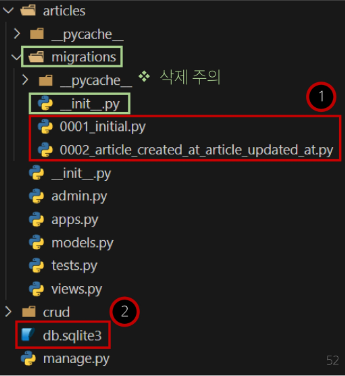 articles
__pycache__
migrations
__pycache__ ❖ 삭제 주의
1
__init__.py
0001_initial.py
0002_article_created_at_article_updated_at.py
__init__.py
admin.py
apps.py
models.py
tests.py
views.py
crud
2
db.sqlite3
manage.py
52